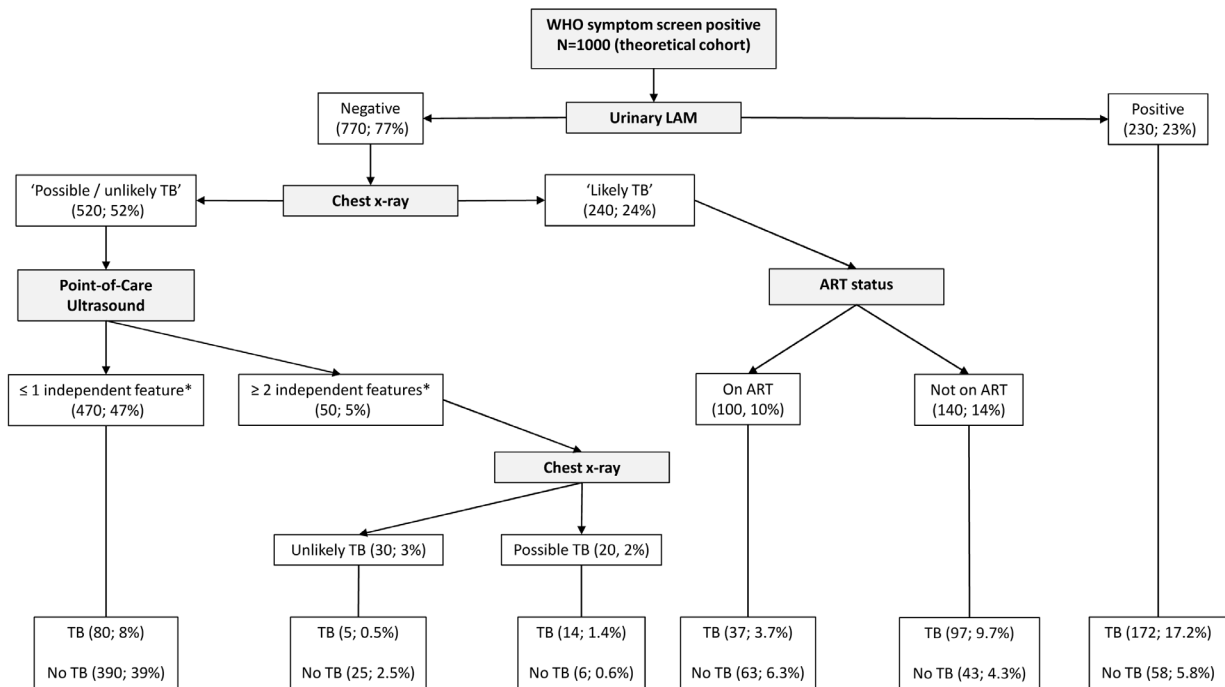 WHO symptom screen positive
N=1000 (theoretical cohort)
Negative
(770; 77%)
Urinary LAM
Positive
(230; 23%)
‘Possible / unlikely TB’
(520; 52%)
Chest x-ray
‘Likely TB’
(240; 24%)
Point-of-Care
Ultrasound
ART status
≤ 1 independent feature*
(470; 47%)
≥ 2 independent features*
(50; 5%)
On ART
(100, 10%)
Not on ART
(140; 14%)
Chest x-ray
Unlikely TB (30; 3%)
Possible TB (20, 2%)
TB (80; 8%)
No TB (390; 39%)
TB (5; 0.5%)
No TB (25; 2.5%)
TB (14; 1.4%)
No TB (6; 0.6%)
TB (37; 3.7%)
No TB (63; 6.3%)
TB (97; 9.7%)
No TB (43; 4.3%)
TB (172; 17.2%)
No TB (58; 5.8%)